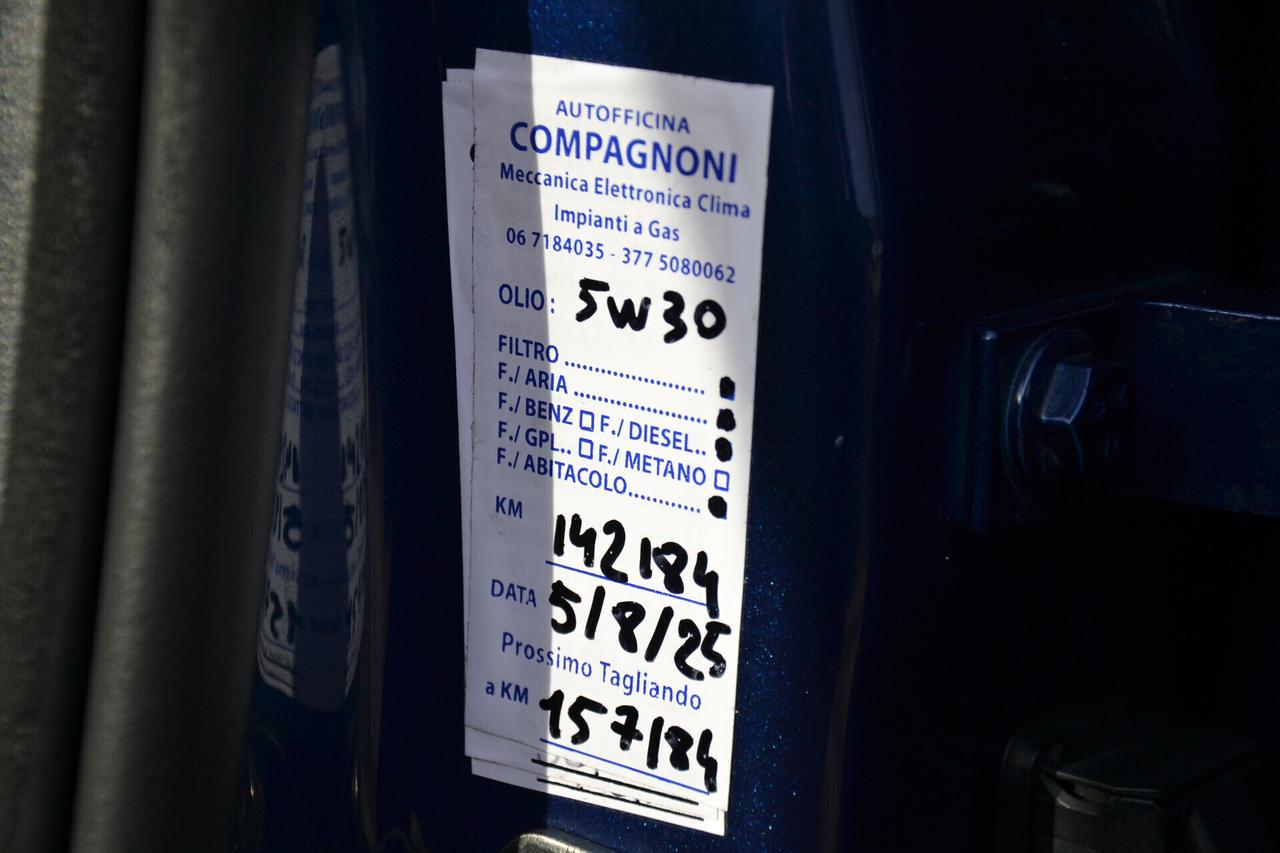 AUTOFFICINA
COMPAGNONI
Meccanica Elettronica Clima
Impianti a Gas
06 7184035 - 377 5080062
OLIO: 5W30
FILTRO ......................
F./ ARIA .....................
F./ BENZ F./ DIESEL..
F./ GPL.. F./ METANO
F./ ABITACOLO............
KM 142184
DATA 5/8/25
Prossimo Tagliando
a KM 157184